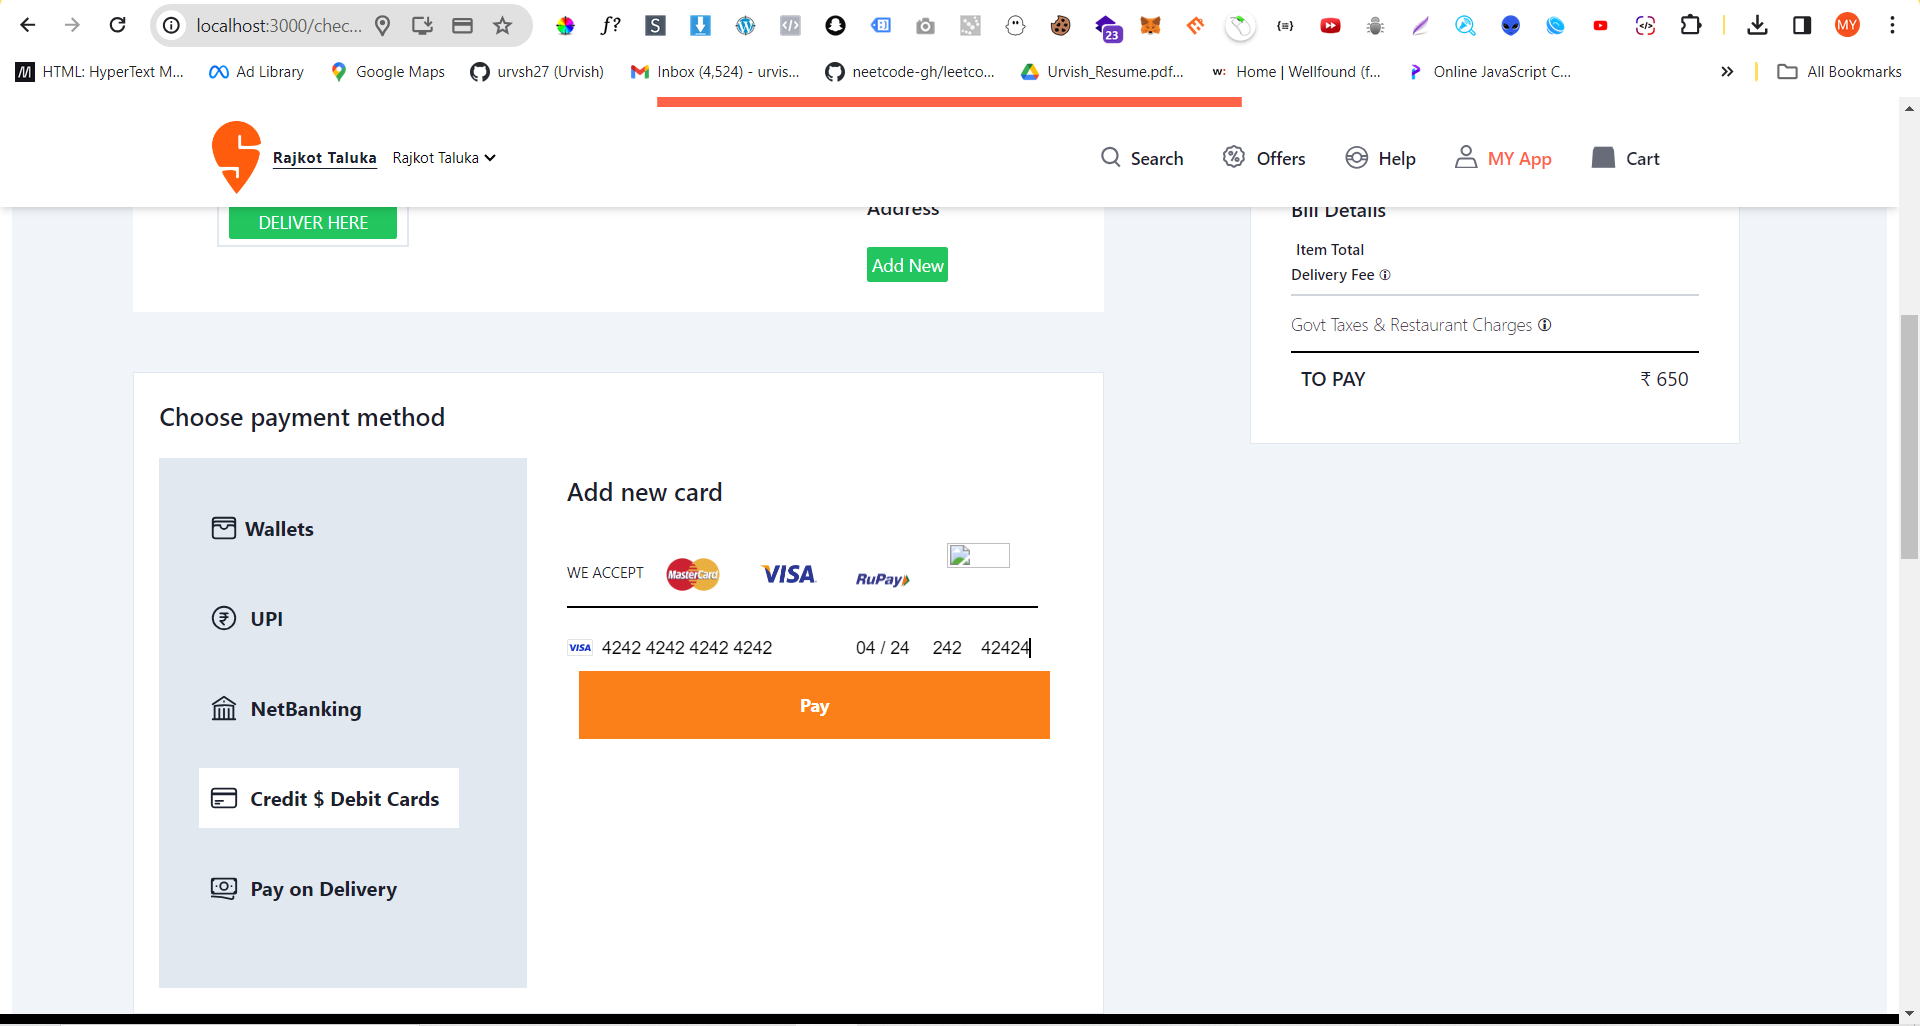 localhost:3000/chec...
23
MY
HTML: HyperText M...
Ad Library
Google Maps
urvsh27 (Urvish)
Inbox (4,524) - urvis...
neetcode-gh/leetco...
Urvish_Resume.pdf...
Home | Wellfound (f...
Online JavaScript C...
All Bookmarks
Rajkot Taluka
Rajkot Taluka
Search
Offers
Help
MY App
Cart
DELIVER HERE
Address
Add New
Bill Details
Item Total
Delivery Fee
Govt Taxes & Restaurant Charges
TO PAY ₹ 650
Choose payment method
Wallets
UPI
NetBanking
Credit $ Debit Cards
Pay on Delivery
Add new card
WE ACCEPT MasterCard VISA RuPay
VISA 4242 4242 4242 4242 04 / 24 242 42424
Pay